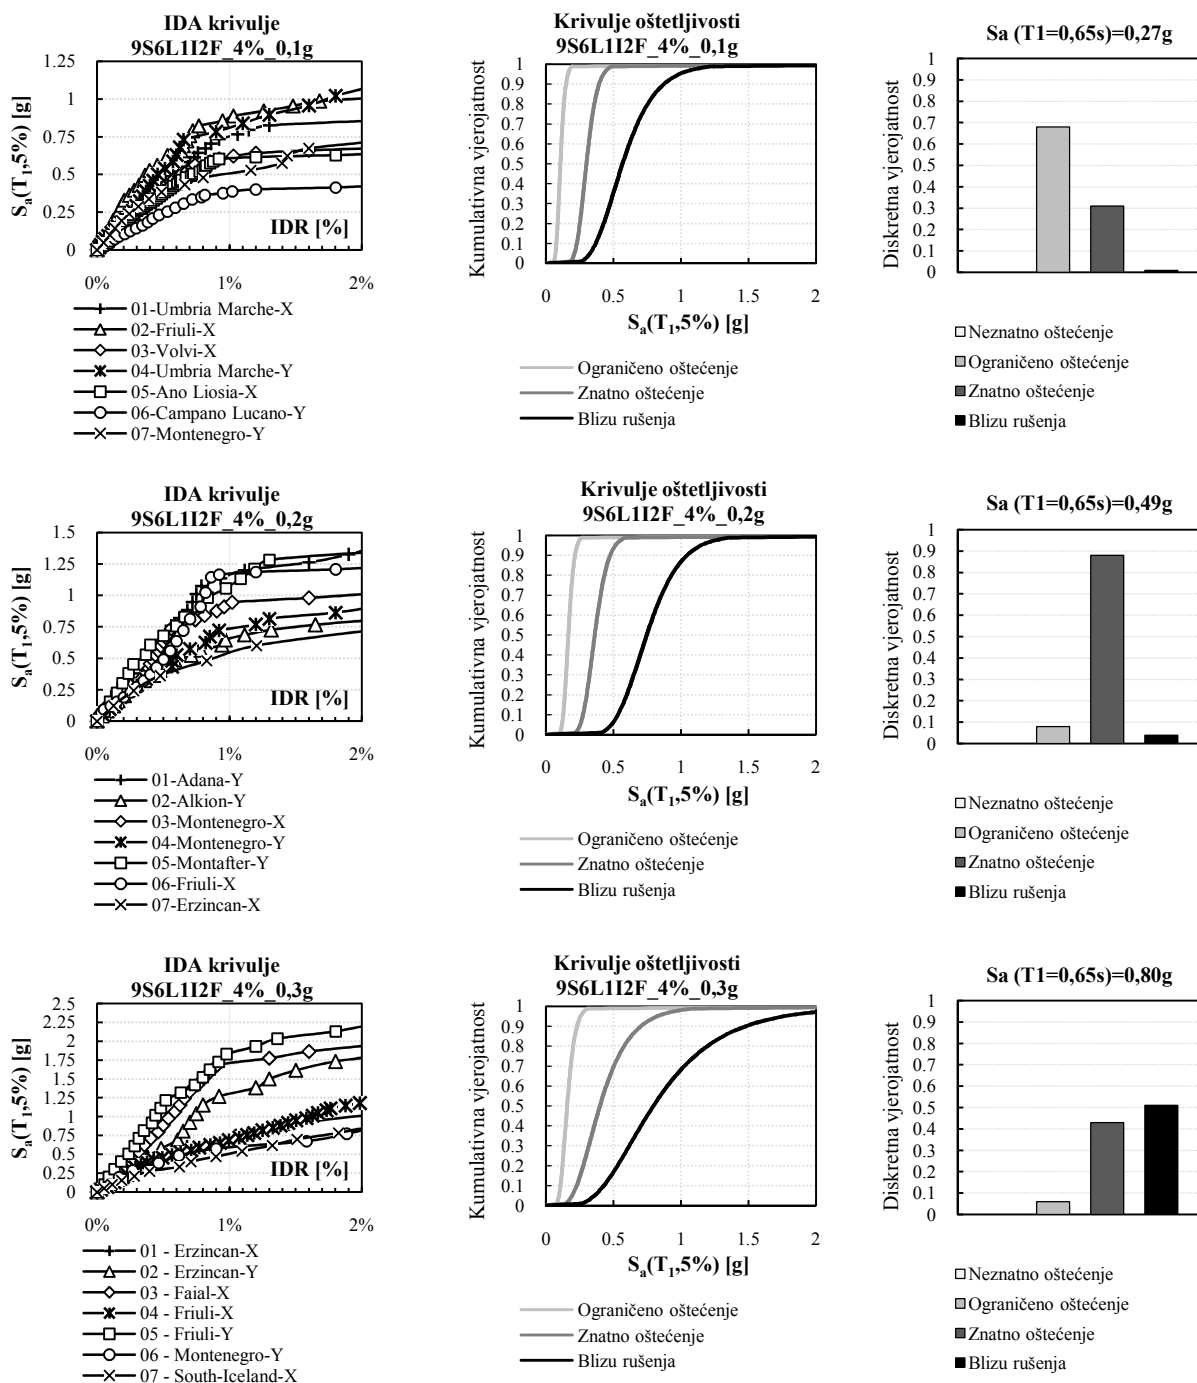 IDA krivulje
9S6L1I2F_4%_0,1g
1.25
1
0.75
0.5
0.25
0
Sa(T1,5%) [g]
IDR [%]
0%
1%
2%
01-Umbria Marche-X
02-Friuli-X
03-Volvi-X
04-Umbria Marche-Y
05-Ano Liosia-X
06-Campano Lucano-Y
07-Montenegro-Y
Krivulje oštetljivosti
9S6L1I2F_4%_0,1g
Kumulativna vjerojatnost
1
0.9
0.8
0.7
0.6
0.5
0.4
0.3
0.2
0.1
0
0
0.5
1
1.5
2
Sa(T1,5%) [g]
Ograničeno oštećenje
Znatno oštećenje
Blizu rušenja
Sa (T1=0,65s)=0,27g
Diskretna vjerojatnost
1
0.9
0.8
0.7
0.6
0.5
0.4
0.3
0.2
0.1
0
Neznatno oštećenje
Ograničeno oštećenje
Znatno oštećenje
Blizu rušenja
IDA krivulje
9S6L1I2F_4%_0,2g
1.5
1.25
1
0.75
0.5
0.25
0
Sa(T1,5%) [g]
IDR [%]
0%
1%
2%
01-Adana-Y
02-Alkion-Y
03-Montenegro-X
04-Montenegro-Y
05-Montafter-Y
06-Friuli-X
07-Erzincan-X
Krivulje oštetljivosti
9S6L1I2F_4%_0,2g
Kumulativna vjerojatnost
1
0.9
0.8
0.7
0.6
0.5
0.4
0.3
0.2
0.1
0
0
0.5
1
1.5
2
Sa(T1,5%) [g]
Ograničeno oštećenje
Znatno oštećenje
Blizu rušenja
Sa (T1=0,65s)=0,49g
Diskretna vjerojatnost
1
0.9
0.8
0.7
0.6
0.5
0.4
0.3
0.2
0.1
0
Neznatno oštećenje
Ograničeno oštećenje
Znatno oštećenje
Blizu rušenja
IDA krivulje
9S6L1I2F_4%_0,3g
2.5
2.25
2
1.75
1.5
1.25
1
0.75
0.5
0.25
0
Sa(T1,5%) [g]
IDR [%]
0%
1%
2%
01 - Erzincan-X
02 - Erzincan-Y
03 - Faial-X
04 - Friuli-X
05 - Friuli-Y
06 - Montenegro-Y
07 - South-Iceland-X
Krivulje oštetljivosti
9S6L1I2F_4%_0,3g
Kumulativna vjerojatnost
1
0.9
0.8
0.7
0.6
0.5
0.4
0.3
0.2
0.1
0
0
0.5
1
1.5
2
Sa(T1,5%) [g]
Ograničeno oštećenje
Znatno oštećenje
Blizu rušenja
Sa (T1=0,65s)=0,80g
Diskretna vjerojatnost
1
0.9
0.8
0.7
0.6
0.5
0.4
0.3
0.2
0.1
0
Neznatno oštećenje
Ograničeno oštećenje
Znatno oštećenje
Blizu rušenja